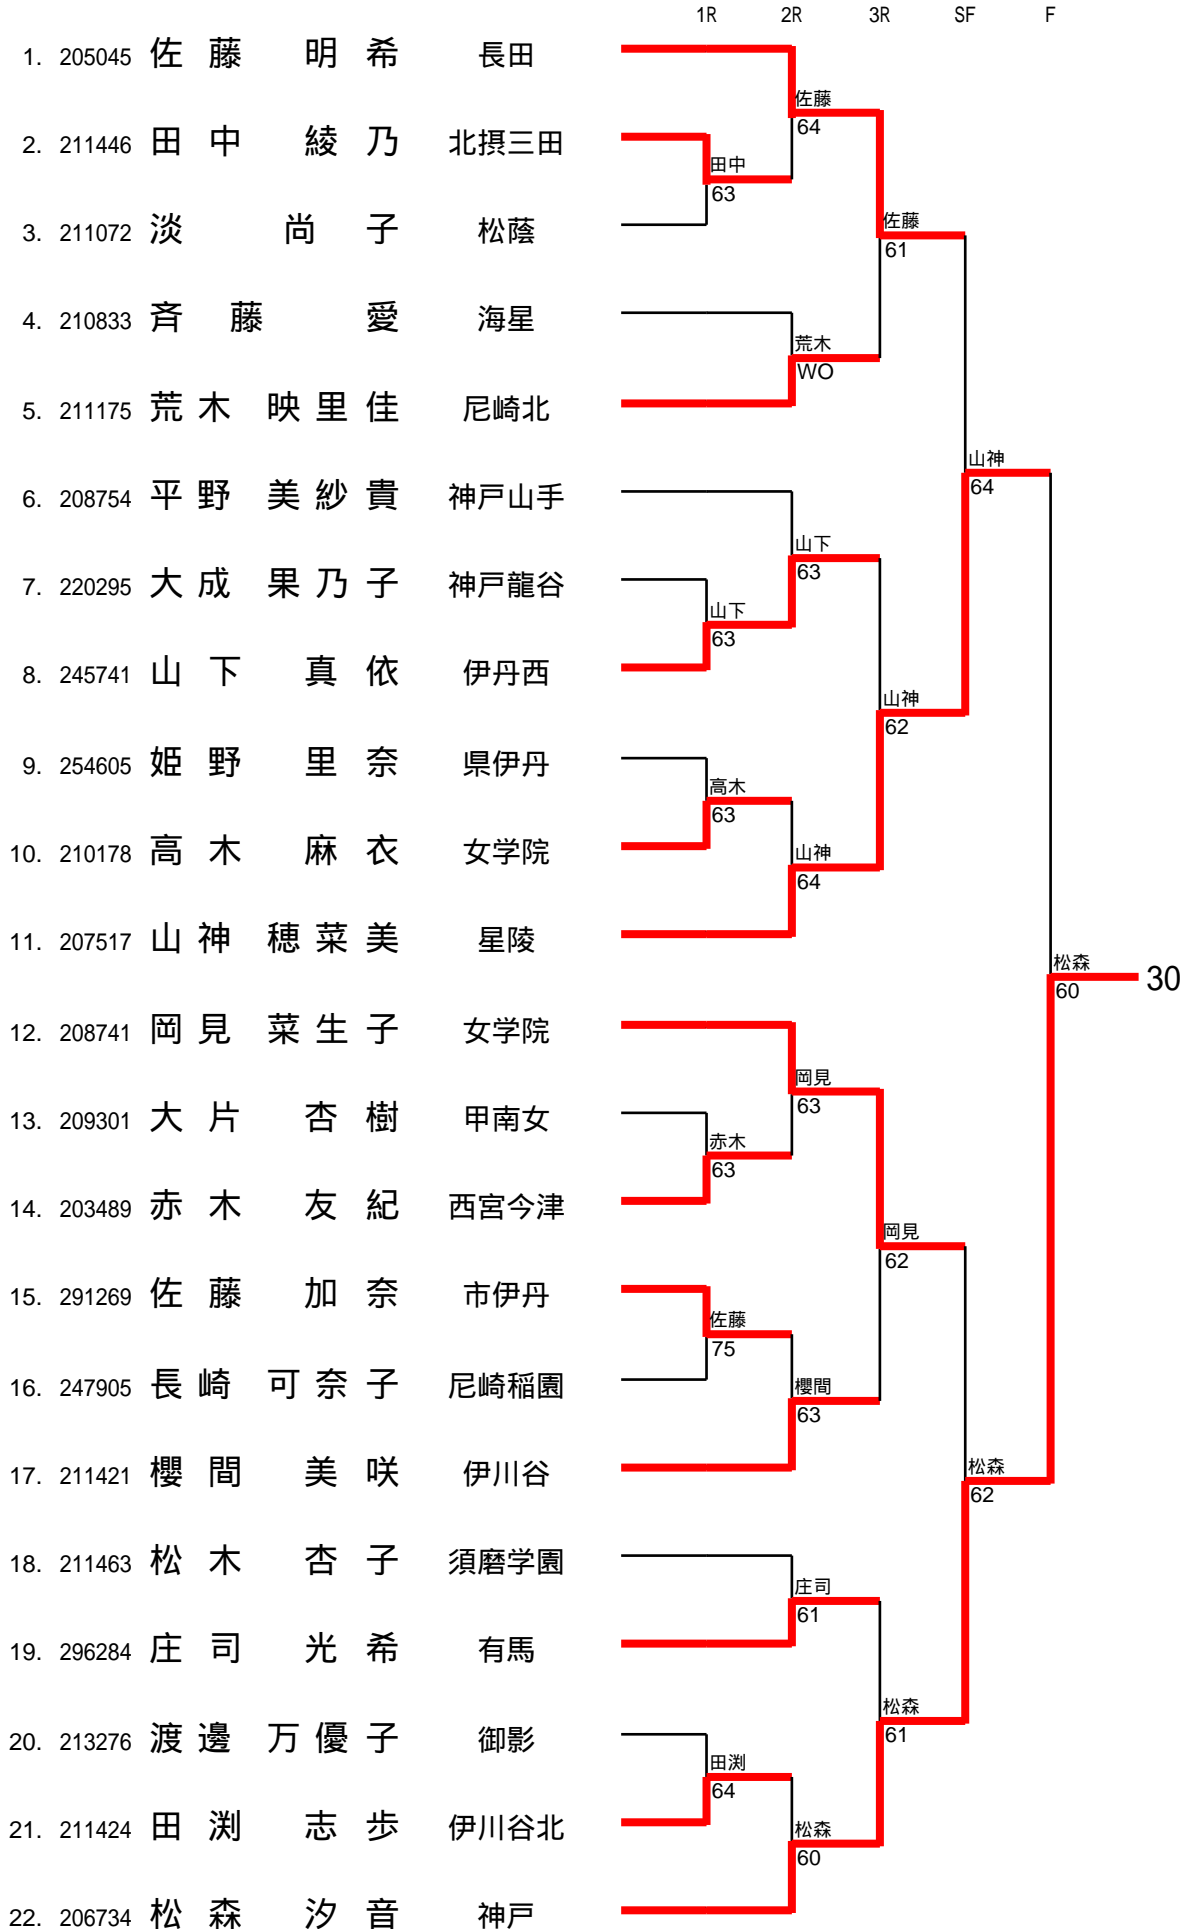 1R 2R 3R SF F
1. 205045 佐藤 明希 長田
佐藤
64
2. 211446 田中 綾乃 北摂三田
田中
63
3. 211072 淡 尚子 松蔭
佐藤
61
4. 210833 斉藤 愛 海星
荒木
WO
5. 211175 荒木 映里佳 尼崎北
山神
64
6. 208754 平野 美紗貴 神戸山手
山下
63
7. 220295 大成 果乃子 神戸龍谷
山下
63
8. 245741 山下 真依 伊丹西
山神
62
9. 254605 姫野 里奈 県伊丹
高木
63
10. 210178 高木 麻衣 女学院
山神
64
11. 207517 山神 穂菜美 星陵
松森
60
30
12. 208741 岡見 菜生子 女学院
岡見
63
13. 209301 大片 杏樹 甲南女
赤木
63
14. 203489 赤木 友紀 西宮今津
岡見
62
15. 291269 佐藤 加奈 市伊丹
佐藤
75
16. 247905 長崎 可奈子 尼崎稲園
櫻間
63
17. 211421 櫻間 美咲 伊川谷
松森
62
18. 211463 松木 杏子 須磨学園
庄司
61
19. 296284 庄司 光希 有馬
松森
61
20. 213276 渡邊 万優子 御影
田渕
64
21. 211424 田渕 志歩 伊川谷北
松森
60
22. 206734 松森 汐音 神戸